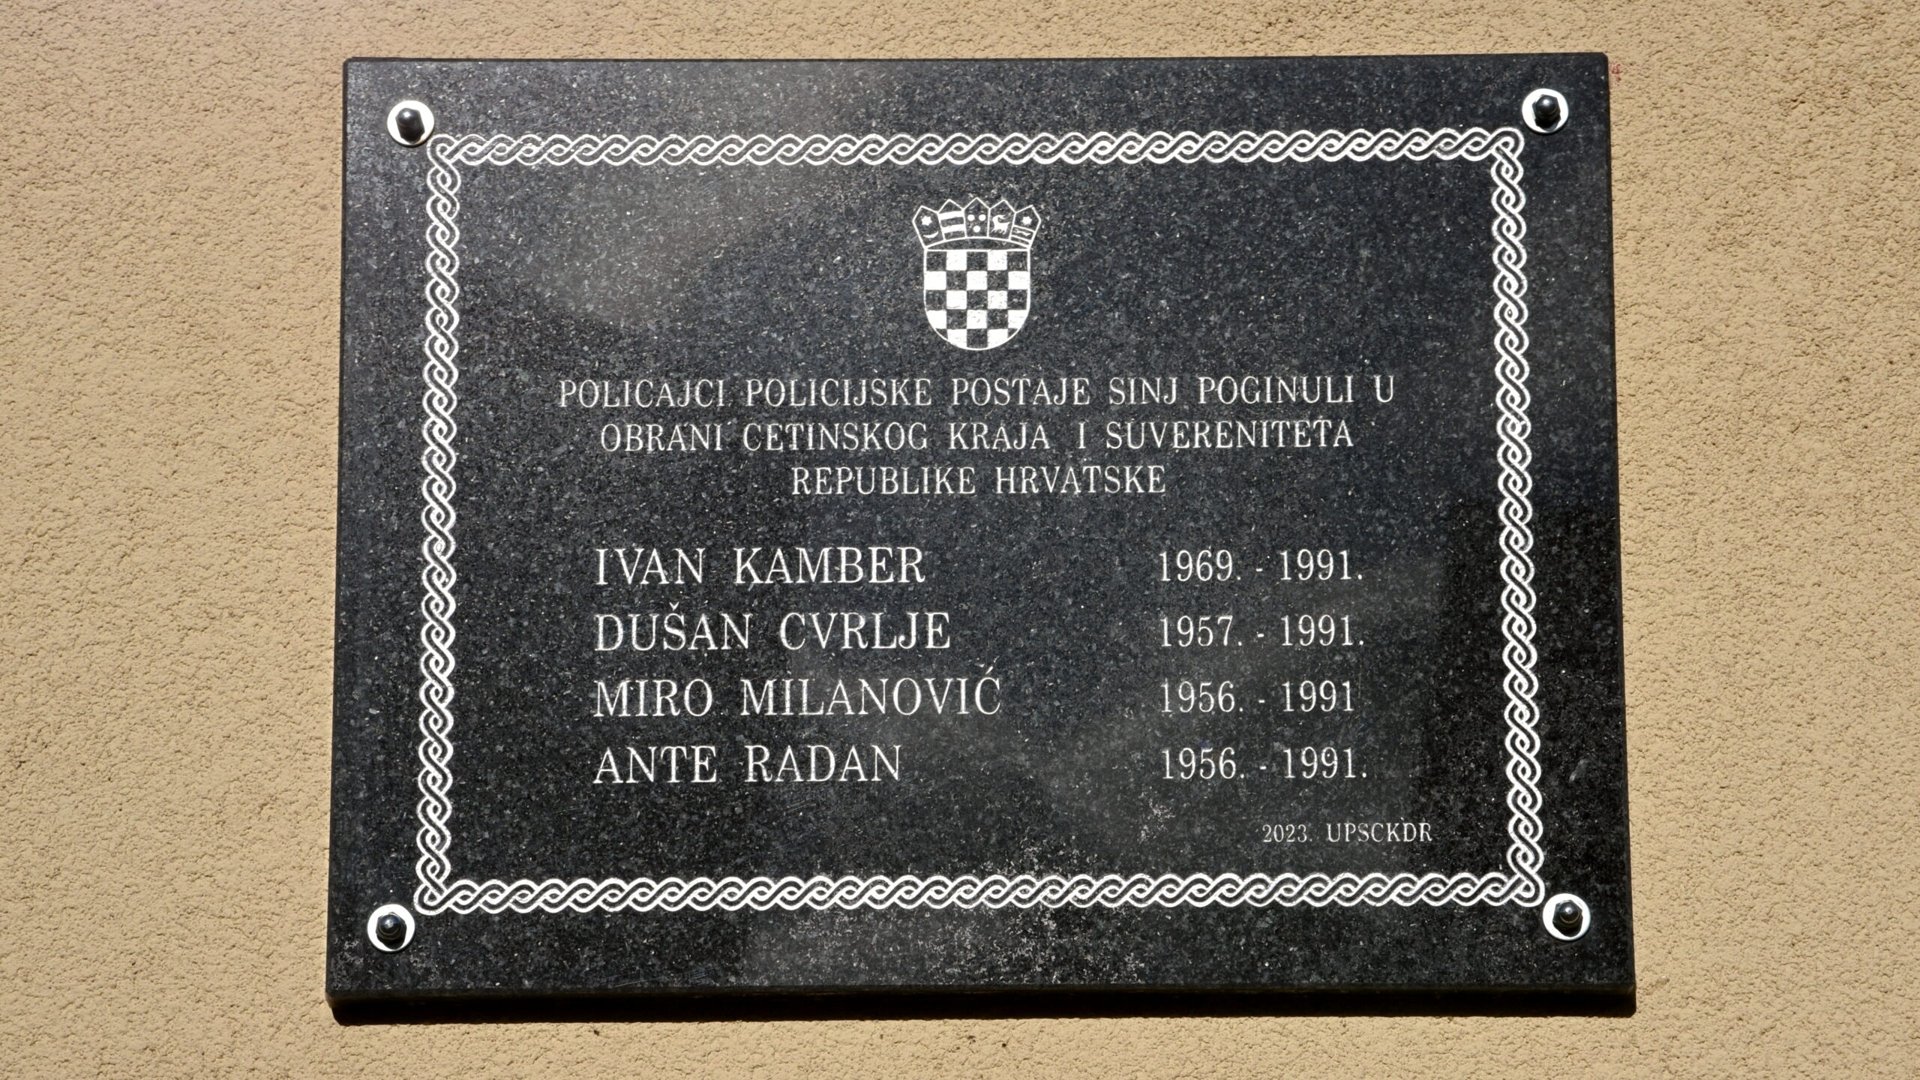 POLICAJCI POLICIJSKE POSTAJE SINJ POGINULI U
OBRANI CETINSKOG KRAJA I SUVERENITETA
REPUBLIKE HRVATSKE
IVAN KAMBER 1969. - 1991.
DUŠAN CVRLJE 1957. - 1991.
MIRO MILANOVIĆ 1956. - 1991
ANTE RADAN 1956. - 1991.
2023. UPSCKDR